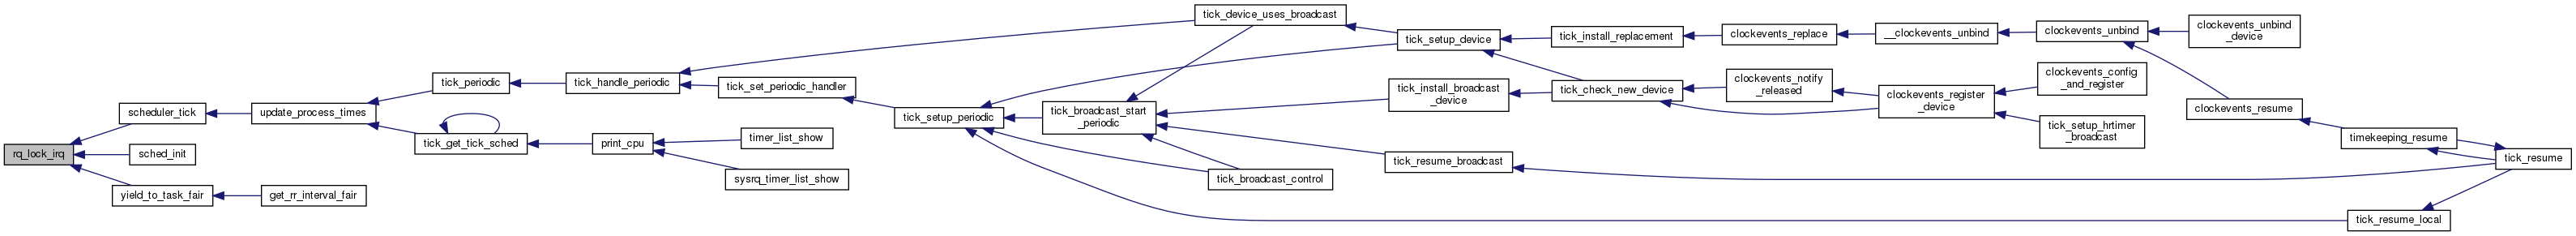 rq_lock_irq
scheduler_tick
sched_init
yield_to_task_fair
update_process_times
get_rr_interval_fair
tick_periodic
tick_get_tick_sched
tick_handle_periodic
print_cpu
tick_set_periodic_handler
timer_list_show
sysrq_timer_list_show
tick_setup_periodic
tick_broadcast_start
_periodic
tick_device_uses_broadcast
tick_broadcast_control
tick_setup_device
tick_install_broadcast
_device
tick_resume_broadcast
tick_install_replacement
tick_check_new_device
clockevents_replace
clockevents_notify
_released
__clockevents_unbind
clockevents_register
_device
clockevents_unbind
clockevents_config
_and_register
tick_setup_hrtimer
_broadcast
clockevents_unbind
_device
clockevents_resume
timekeeping_resume
tick_resume_local
tick_resume